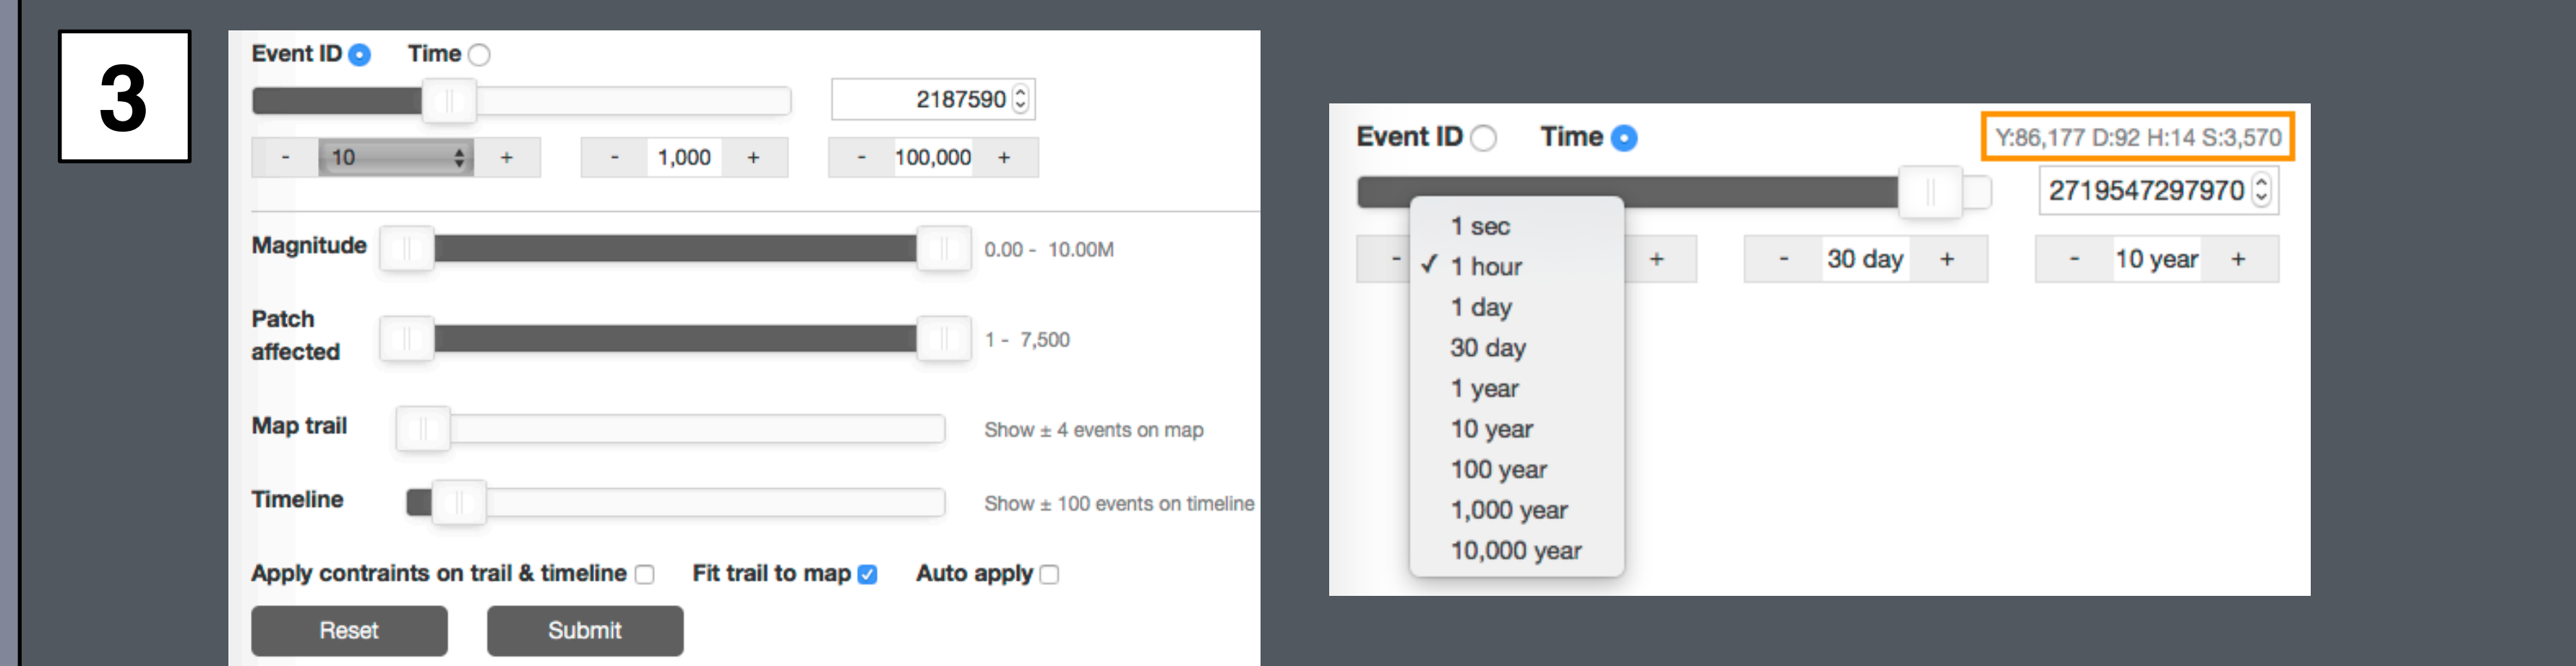 3
Event ID Time
2187590
- 10 + - 1,000 + - 100,000 +
Magnitude 0.00 - 10.00M
Patch
affected
1 - 7,500
Map trail Show ± 4 events on map
Timeline Show ± 100 events on timeline
Apply contraints on trail & timeline Fit trail to map Auto apply
Reset Submit
Event ID Time Y:86,177 D:92 H:14 S:3,570
2719547297970
- + - 30 day + - 10 year +
1 sec
✓ 1 hour
1 day
30 day
1 year
10 year
100 year
1,000 year
10,000 year